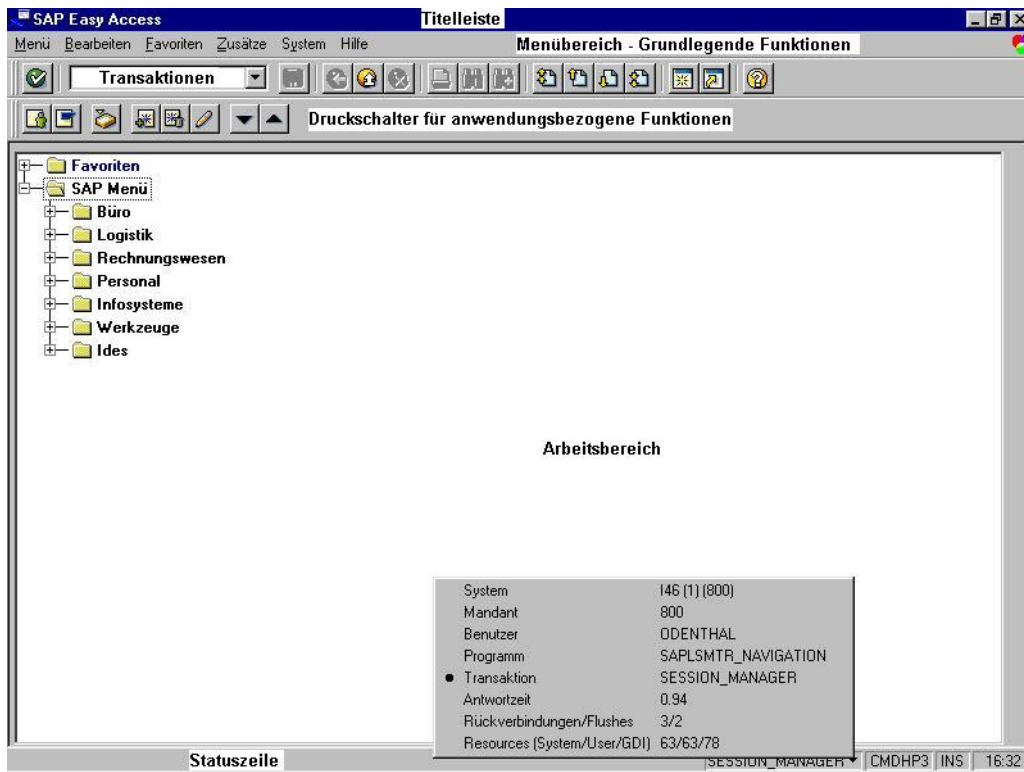 SAP Easy Access Titelleiste
Menü Bearbeiten Favoriten Zusätze System Hilfe Menübereich - Grundlegende Funktionen
Transaktionen
Druckschalter für anwendungsbezogene Funktionen
Favoriten
SAP Menü
Büro
Logistik
Rechnungswesen
Personal
Infosysteme
Werkzeuge
Ides
Arbeitsbereich
System I46 (1) (800)
Mandant 800
Benutzer ODENTHAL
Programm SAPLSMTR_NAVIGATION
Transaktion SESSION_MANAGER
Antwortzeit 0.94
Rückverbindungen/Flushes 3/2
Resources (System/User/GDI) 63/63/78
Statuszeile SESSION_MANAGER CMDHP3 INS 16:32